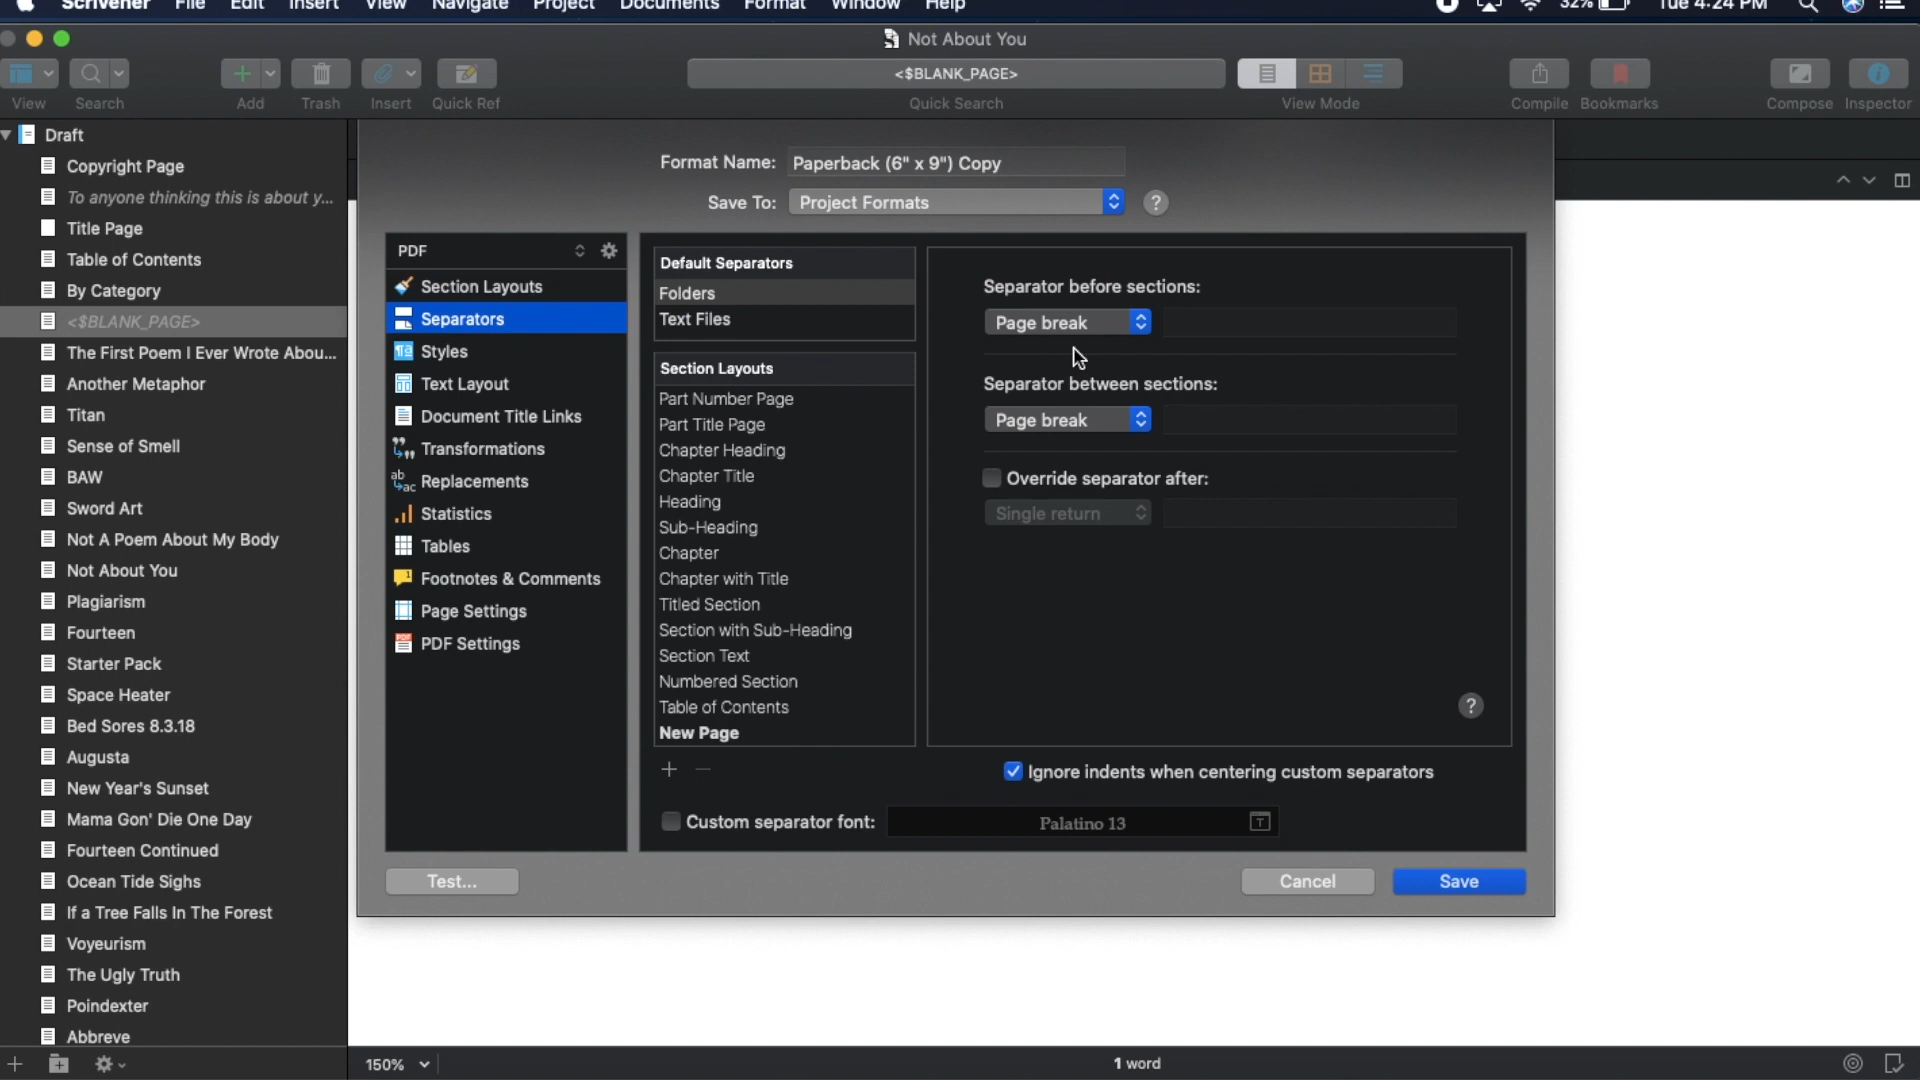 Scrivener File Edit Insert View Navigate Project Documents Format Window Help 32% Tue 4:24 PM
Not About You
<$BLANK_PAGE>
View Search Add Trash Insert Quick Ref Quick Search View Mode Compile Bookmarks Compose Inspector
Draft
Copyright Page
To anyone thinking this is about y...
Title Page
Table of Contents
By Category
<$BLANK_PAGE>
The First Poem I Ever Wrote Abou...
Another Metaphor
Titan
Sense of Smell
BAW
Sword Art
Not A Poem About My Body
Not About You
Plagiarism
Fourteen
Starter Pack
Space Heater
Bed Sores 8.3.18
Augusta
New Year's Sunset
Mama Gon' Die One Day
Fourteen Continued
Ocean Tide Sighs
If a Tree Falls In The Forest
Voyeurism
The Ugly Truth
Poindexter
Abbreve
Format Name: Paperback (6" x 9") Copy
Save To: Project Formats ?
PDF
Section Layouts
Separators
Styles
Text Layout
Document Title Links
Transformations
Replacements
Statistics
Tables
Footnotes & Comments
Page Settings
PDF Settings
Default Separators
Folders
Text Files
Section Layouts
Part Number Page
Part Title Page
Chapter Heading
Chapter Title
Heading
Sub-Heading
Chapter
Chapter with Title
Titled Section
Section with Sub-Heading
Section Text
Numbered Section
Table of Contents
New Page
Separator before sections:
Page break
Separator between sections:
Page break
Override separator after:
Single return
?
Ignore indents when centering custom separators
Custom separator font: Palatino 13
Test... Cancel Save
150% 1 word